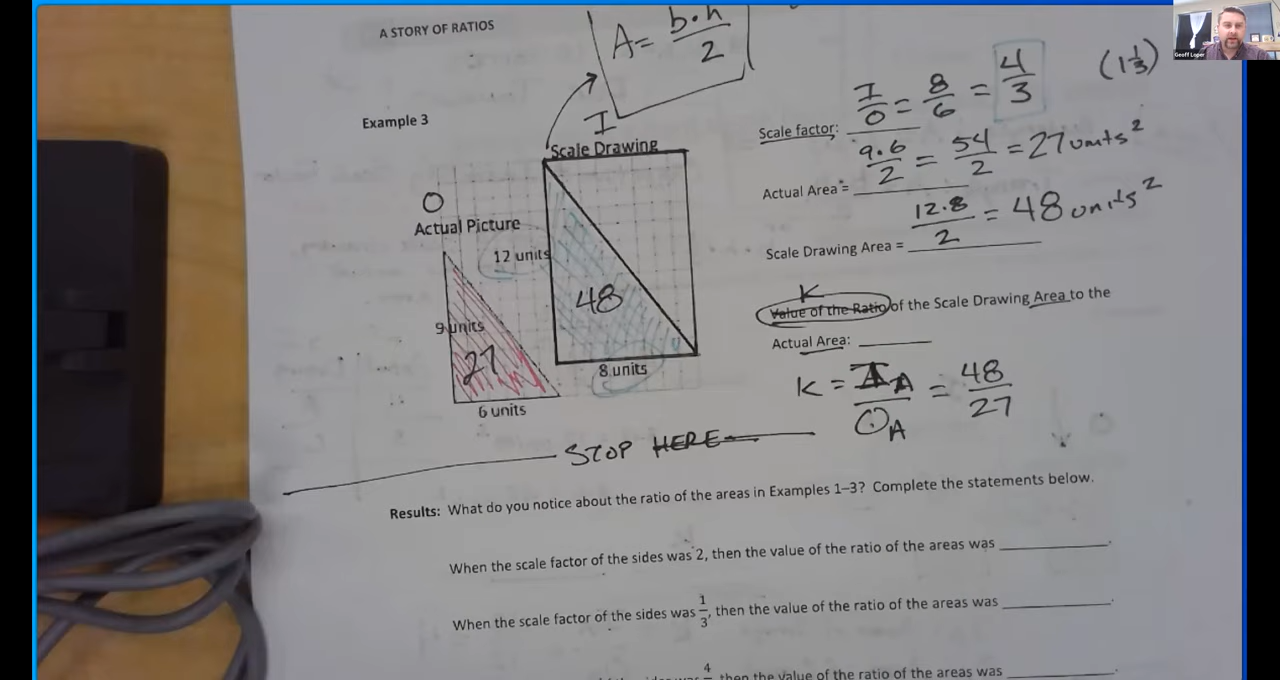 A STORY OF RATIOS
A = b·h / 2
Example 3
I
Scale Drawing
O
Actual Picture
12 units
9 units
48
27
8 units
6 units
Scale factor: I/O = 8/6 = 4/3 (1 1/3)
Actual Area = 9·6/2 = 54/2 = 27 units²
Scale Drawing Area = 12·8/2 = 48 units²
K
Value of the Ratio of the Scale Drawing Area to the
Actual Area: ________
K = I_A / O_A = 48/27
STOP HERE
Results: What do you notice about the ratio of the areas in Examples 1–3? Complete the statements below.
When the scale factor of the sides was 2, then the value of the ratio of the areas was ____________.
When the scale factor of the sides was 1/3, then the value of the ratio of the areas was ____________.
4 then the value of the ratio of the areas was ____________.
Geoff Loper